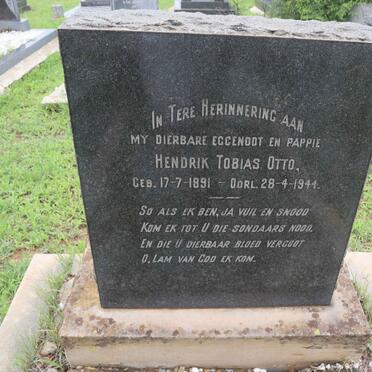 IN TERE HERINNERING AAN
MY DIERBARE EGGENOOT EN PAPPIE
HENDRIK TOBIAS OTTO,
GEB. 17-7-1891 - OORL. 28-4-1944.
SO ALS EK BEN, JA VUIL EN SNOOD
KOM EK TOT U DIE SONDAARS NOOD,
EN DIE U DIERBAAR BLOED VERGOOT
O, LAM VAN GOD EK KOM.